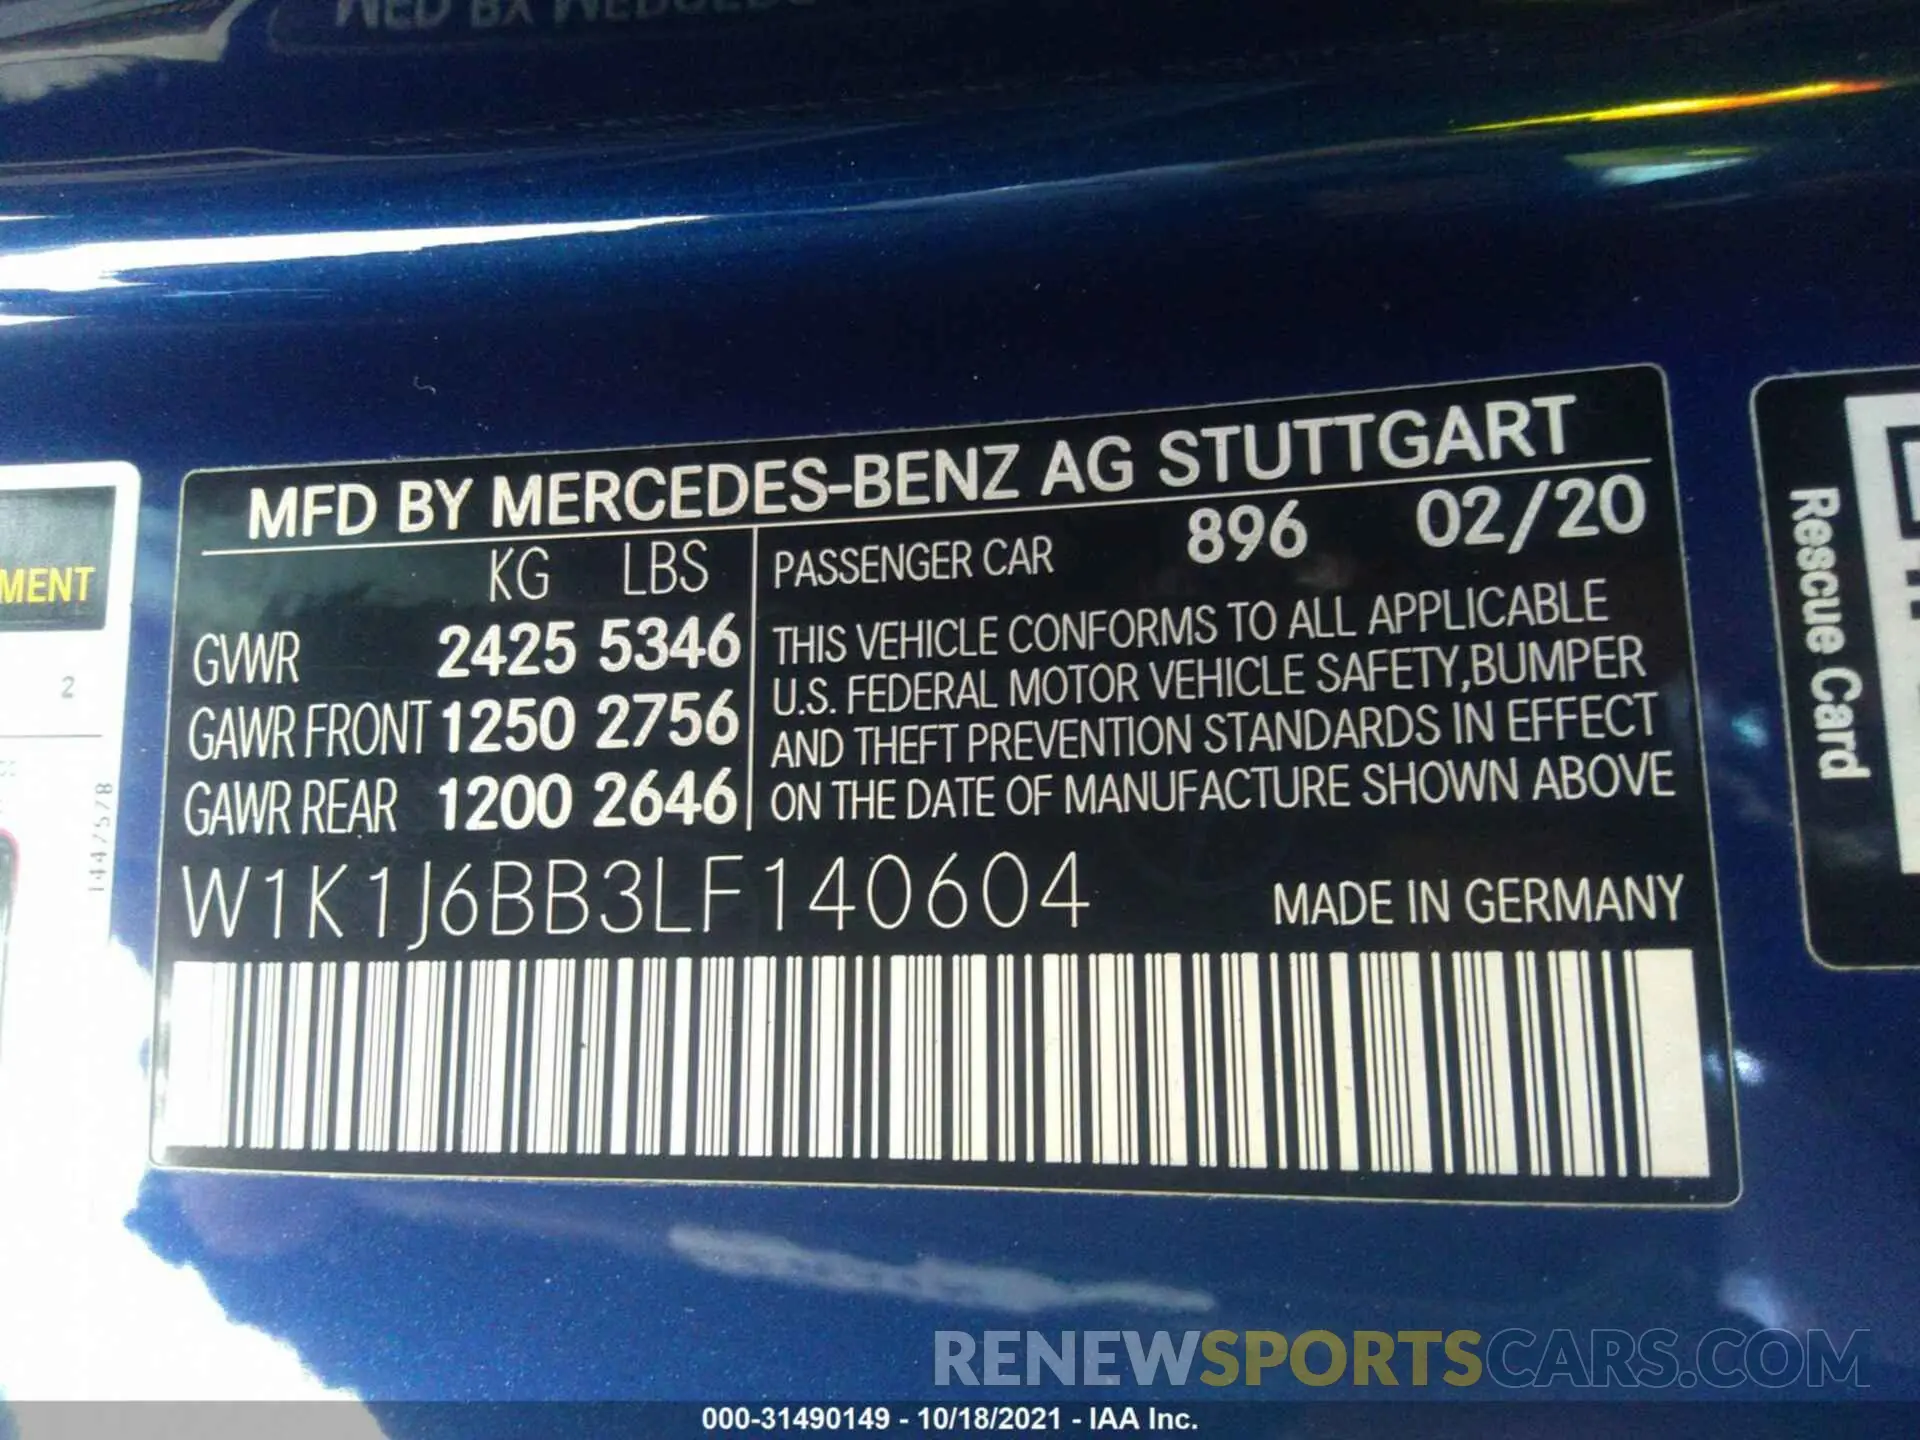 MFD BY MERCEDES-BENZ AG STUTTGART
KG LBS
GVWR 2425 5346
GAWR FRONT 1250 2756
GAWR REAR 1200 2646
PASSENGER CAR 896 02/20
THIS VEHICLE CONFORMS TO ALL APPLICABLE
U.S. FEDERAL MOTOR VEHICLE SAFETY,BUMPER
AND THEFT PREVENTION STANDARDS IN EFFECT
ON THE DATE OF MANUFACTURE SHOWN ABOVE
W1K1J6BB3LF140604 MADE IN GERMANY
MENT
2
Rescue Card
RENEWSPORTSCARS.COM
000-31490149 - 10/18/2021 - IAA Inc.